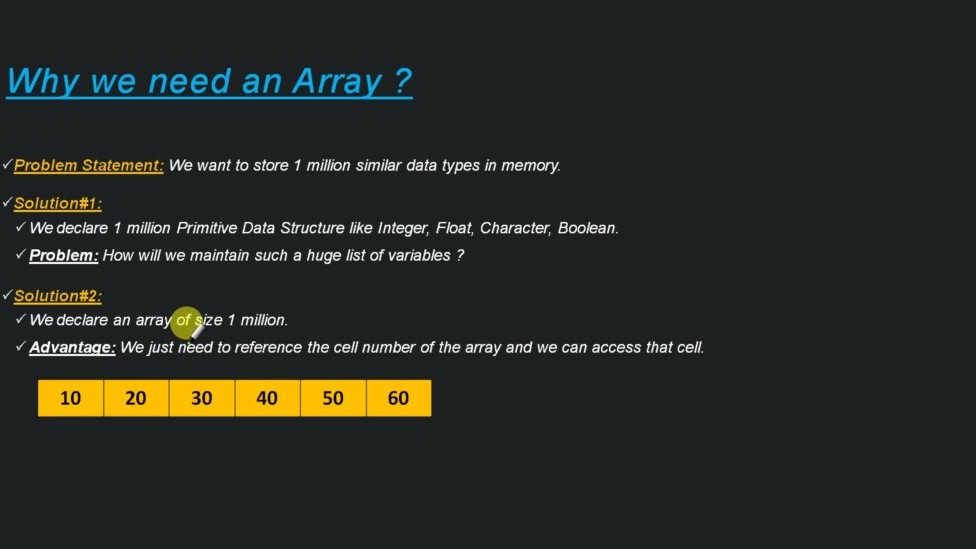 Why we need an Array ?
✓Problem Statement: We want to store 1 million similar data types in memory.
✓Solution#1:
✓We declare 1 million Primitive Data Structure like Integer, Float, Character, Boolean.
✓Problem: How will we maintain such a huge list of variables ?
✓Solution#2:
✓We declare an array of size 1 million.
✓Advantage: We just need to reference the cell number of the array and we can access that cell.
10 20 30 40 50 60